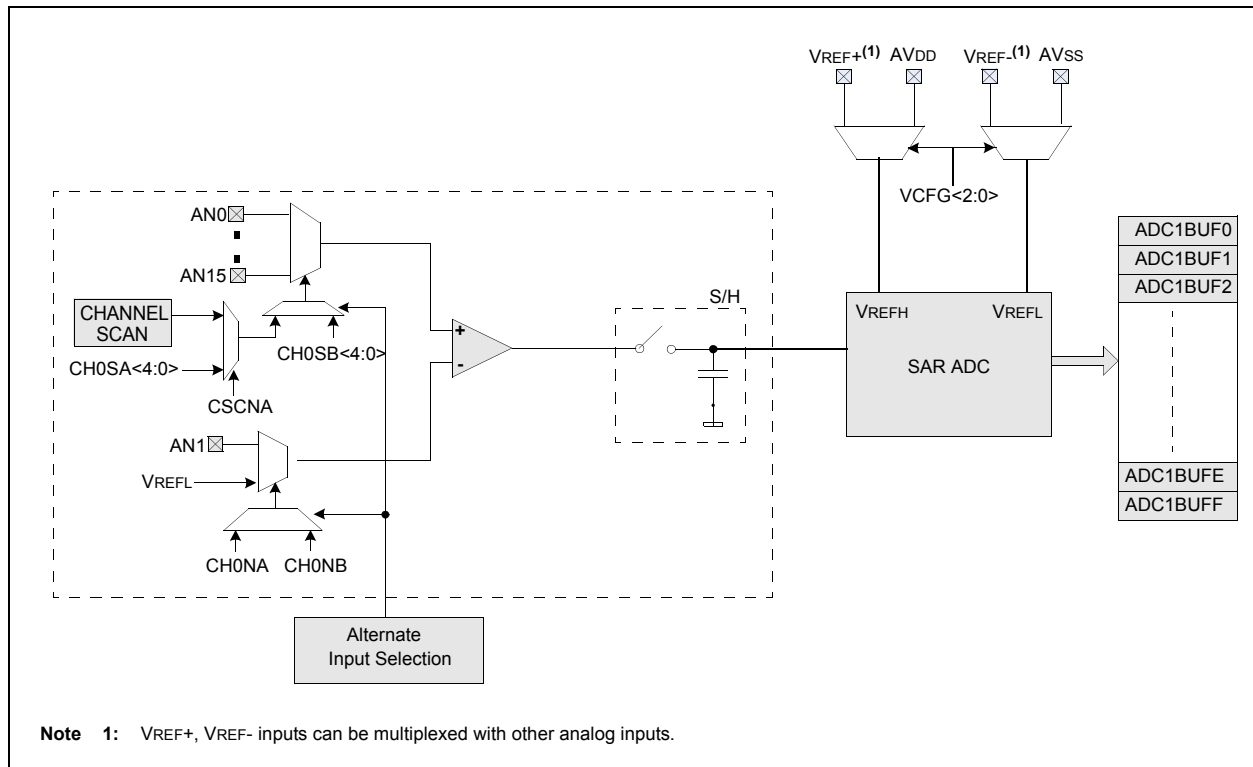 VREF+(1) AVDD VREF-(1) AVSS
VCFG<2:0>
AN0
AN15
CHANNEL
SCAN
CH0SA<4:0>
CH0SB<4:0>
CSCNA
+
-
S/H
AN1
VREFL
CH0NA CH0NB
Alternate
Input Selection
VREFH VREFL
SAR ADC
ADC1BUF0
ADC1BUF1
ADC1BUF2
ADC1BUFE
ADC1BUFF
Note 1: VREF+, VREF- inputs can be multiplexed with other analog inputs.